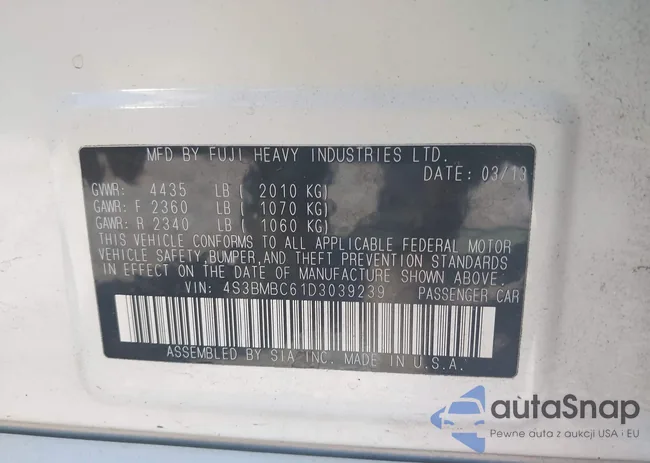 MFD BY FUJI HEAVY INDUSTRIES LTD.
DATE: 03/13
GVWR: 4435 LB ( 2010 KG)
GAWR: F 2360 LB ( 1070 KG)
GAWR: R 2340 LB ( 1060 KG)
THIS VEHICLE CONFORMS TO ALL APPLICABLE FEDERAL MOTOR
VEHICLE SAFETY, BUMPER, AND THEFT PREVENTION STANDARDS
IN EFFECT ON THE DATE OF MANUFACTURE SHOWN ABOVE.
VIN: 4S3BMBC61D3039239 PASSENGER CAR
ASSEMBLED BY SIA, INC. MADE IN U.S.A.
autaSnap
Pewne auta z aukcji USA · EU